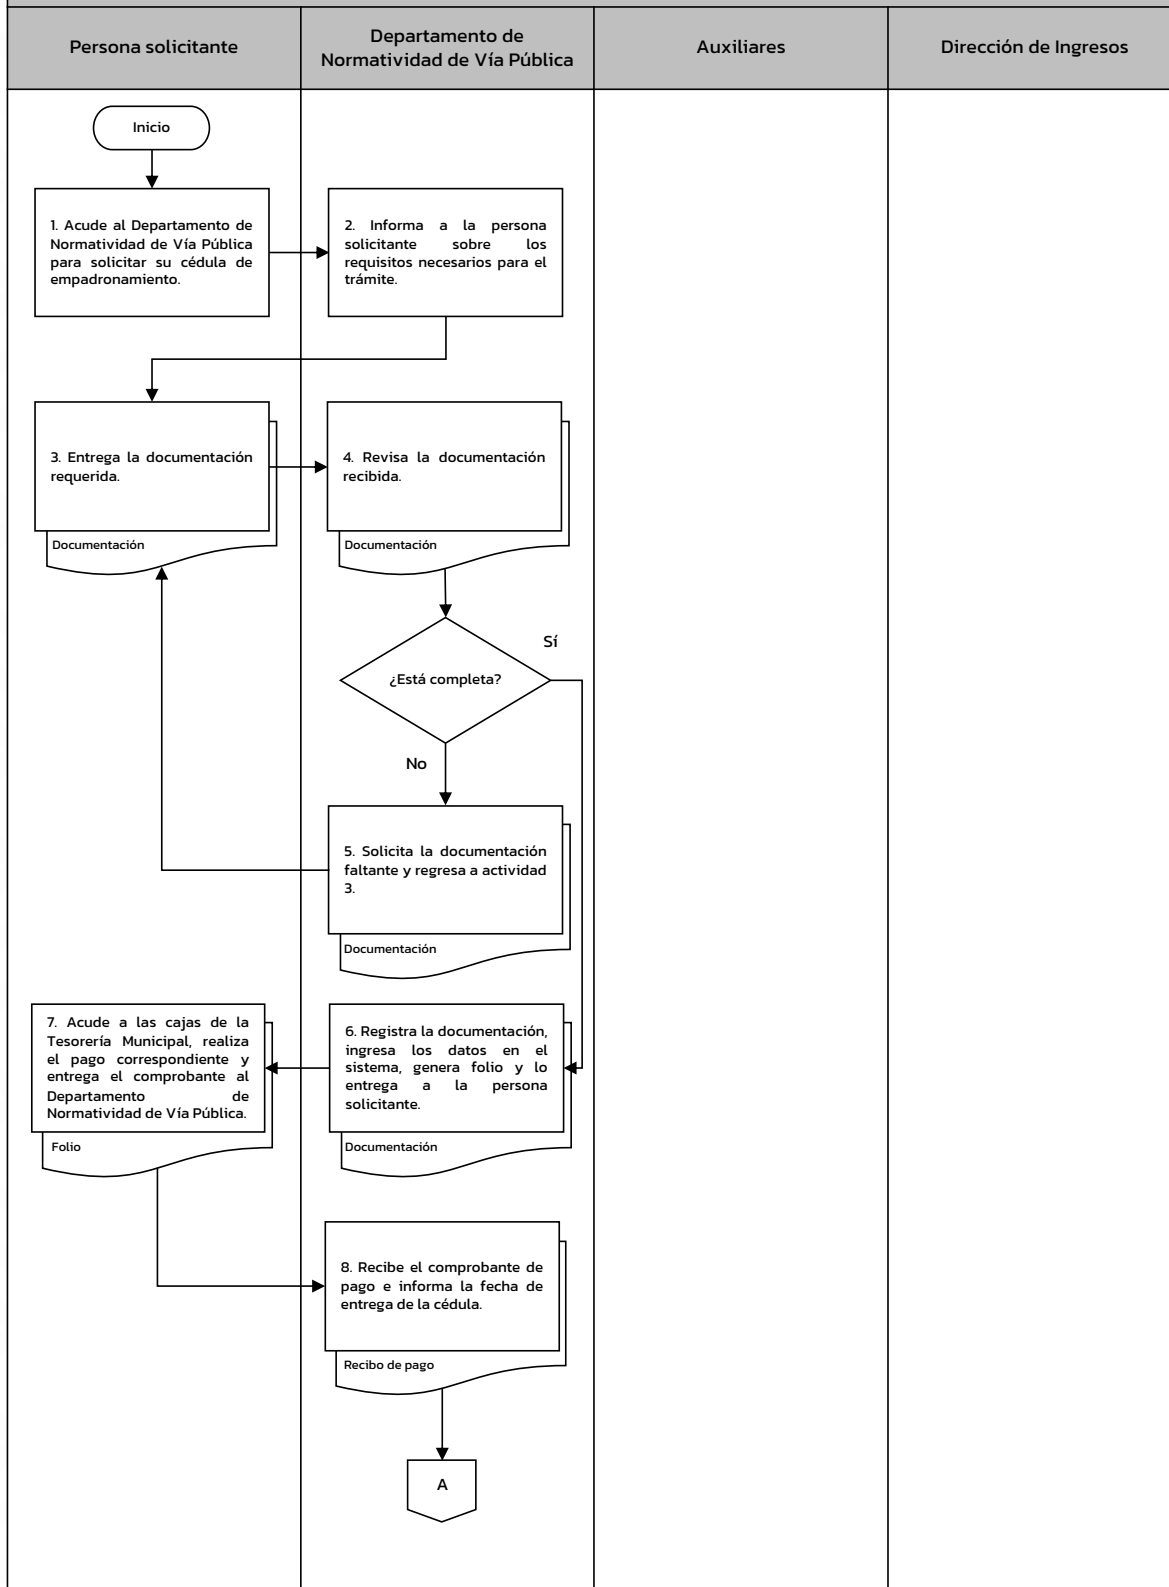 Persona solicitante
Departamento de
Normatividad de Vía Pública
Auxiliares
Dirección de Ingresos
Inicio
1. Acude al Departamento de
Normatividad de Vía Pública
para solicitar su cédula de
empadronamiento.
2. Informa a la persona
solicitante sobre los
requisitos necesarios para el
trámite.
3. Entrega la documentación
requerida.
Documentación
4. Revisa la documentación
recibida.
Documentación
¿Está completa?
Sí
No
5. Solicita la documentación
faltante y regresa a actividad
3.
Documentación
7. Acude a las cajas de la
Tesorería Municipal, realiza
el pago correspondiente y
entrega el comprobante al
Departamento de
Normatividad de Vía Pública.
Folio
6. Registra la documentación,
ingresa los datos en el
sistema, genera folio y lo
entrega a la persona
solicitante.
Documentación
8. Recibe el comprobante de
pago e informa la fecha de
entrega de la cédula.
Recibo de pago
A